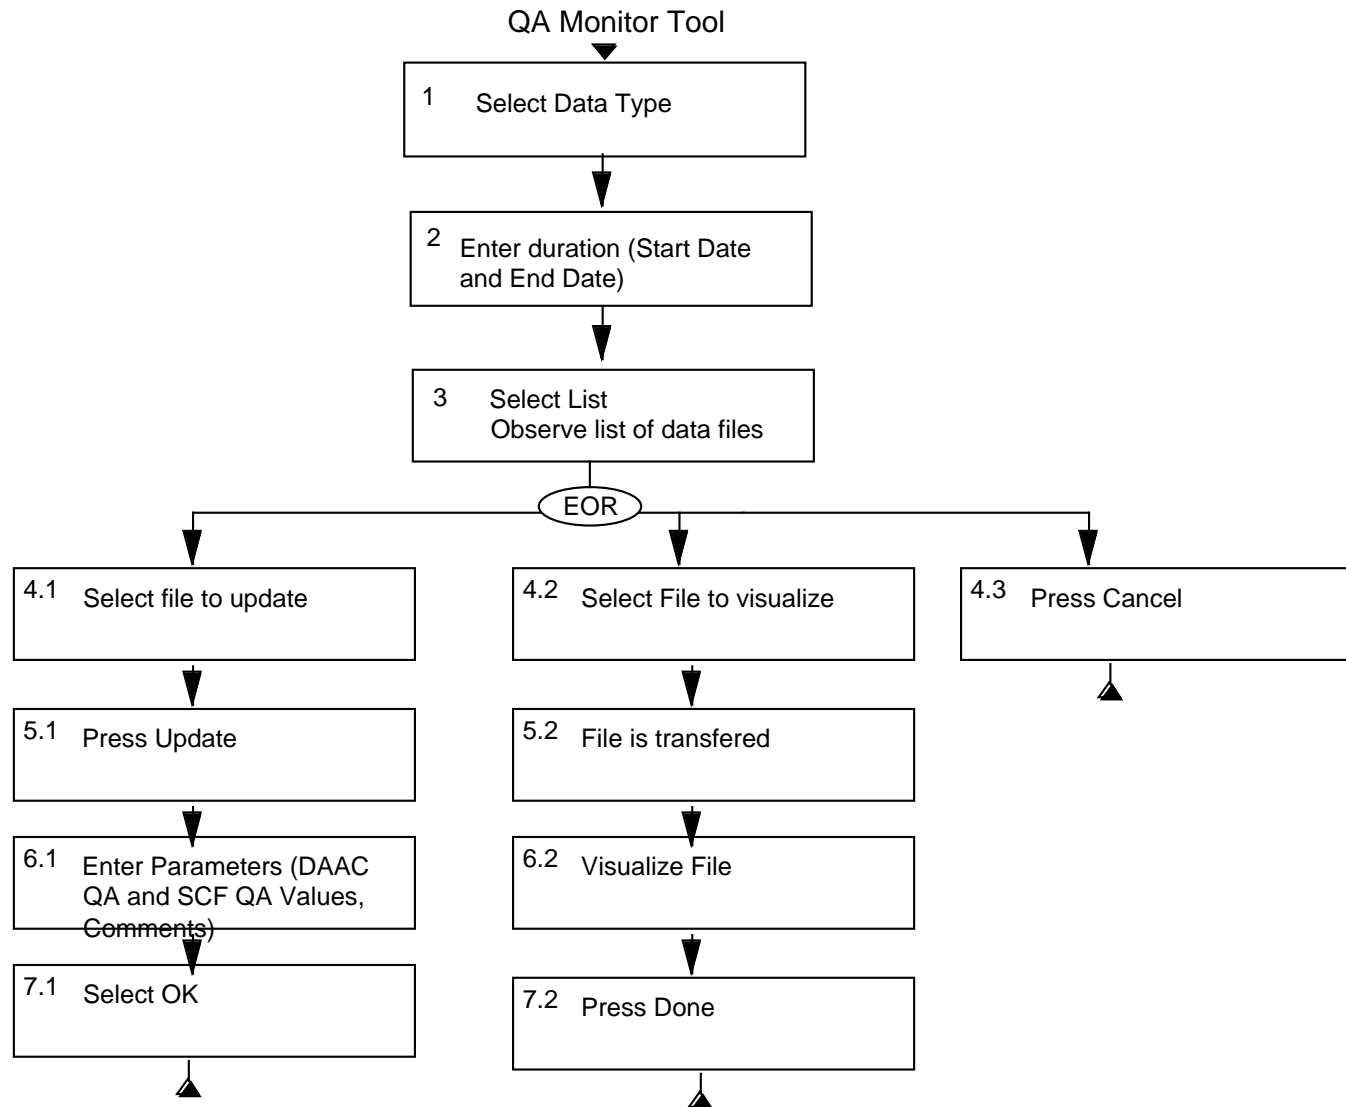 QA Monitor Tool
1 Select Data Type
2 Enter duration (Start Date
and End Date)
3 Select List
Observe list of data files
EOR
4.1 Select file to update
4.2 Select File to visualize
4.3 Press Cancel
5.1 Press Update
5.2 File is transfered
6.1 Enter Parameters (DAAC
QA and SCF QA Values,
Comments)
6.2 Visualize File
7.1 Select OK
7.2 Press Done